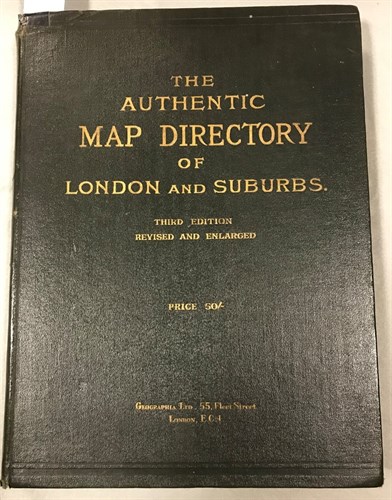 THE
AUTHENTIC
MAP DIRECTORY
OF
LONDON AND SUBURBS.
THIRD EDITION
REVISED AND ENLARGED
PRICE 50/-
GEOGRAPHIA LTD. 55, Fleet Street
LONDON, E.C.4